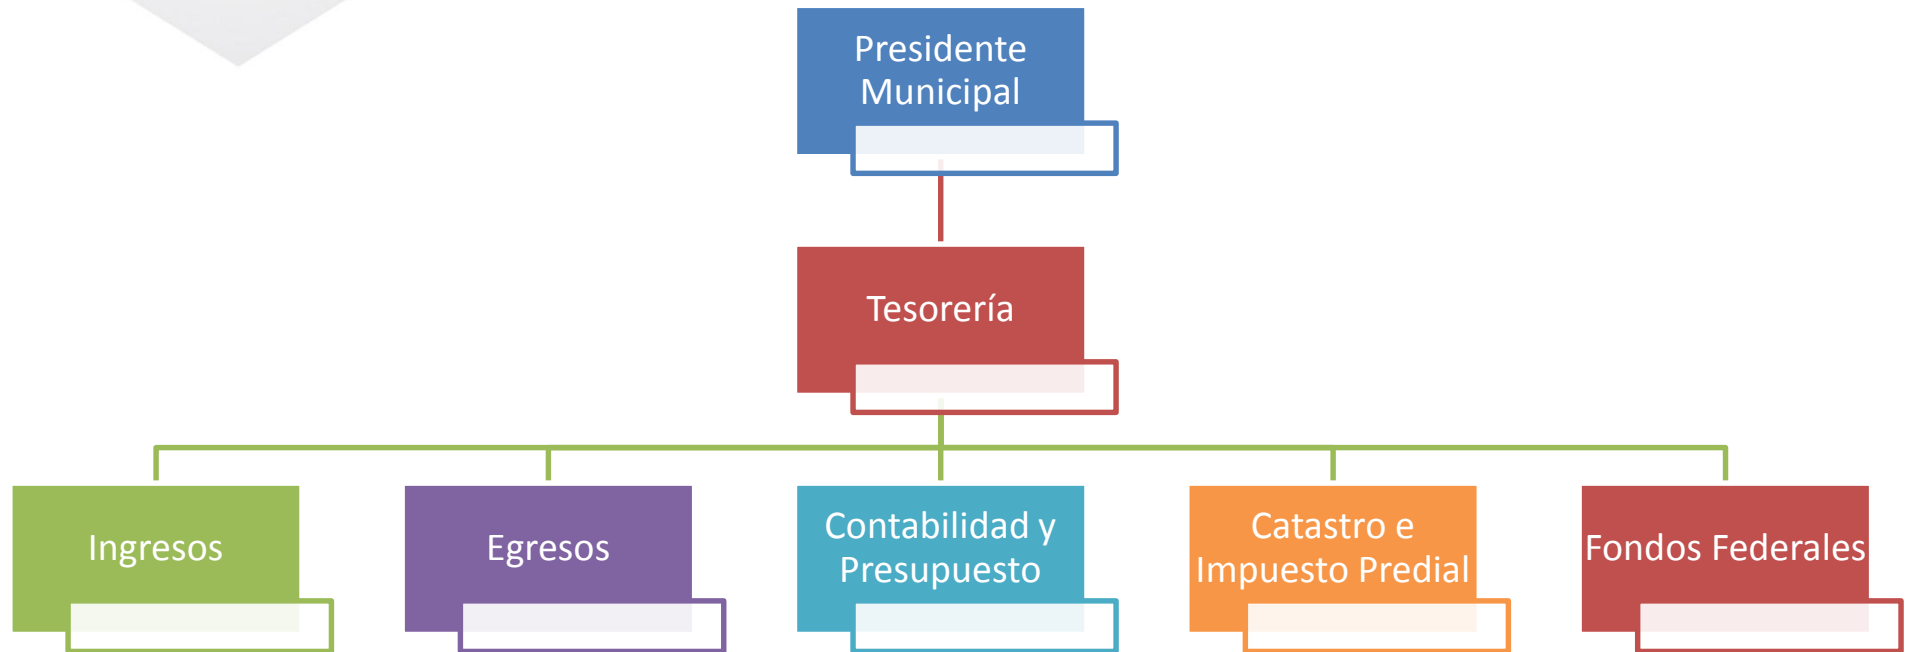 Presidente
Municipal
Tesorería
Ingresos
Egresos
Contabilidad y
Presupuesto
Catastro e
Impuesto Predial
Fondos Federales